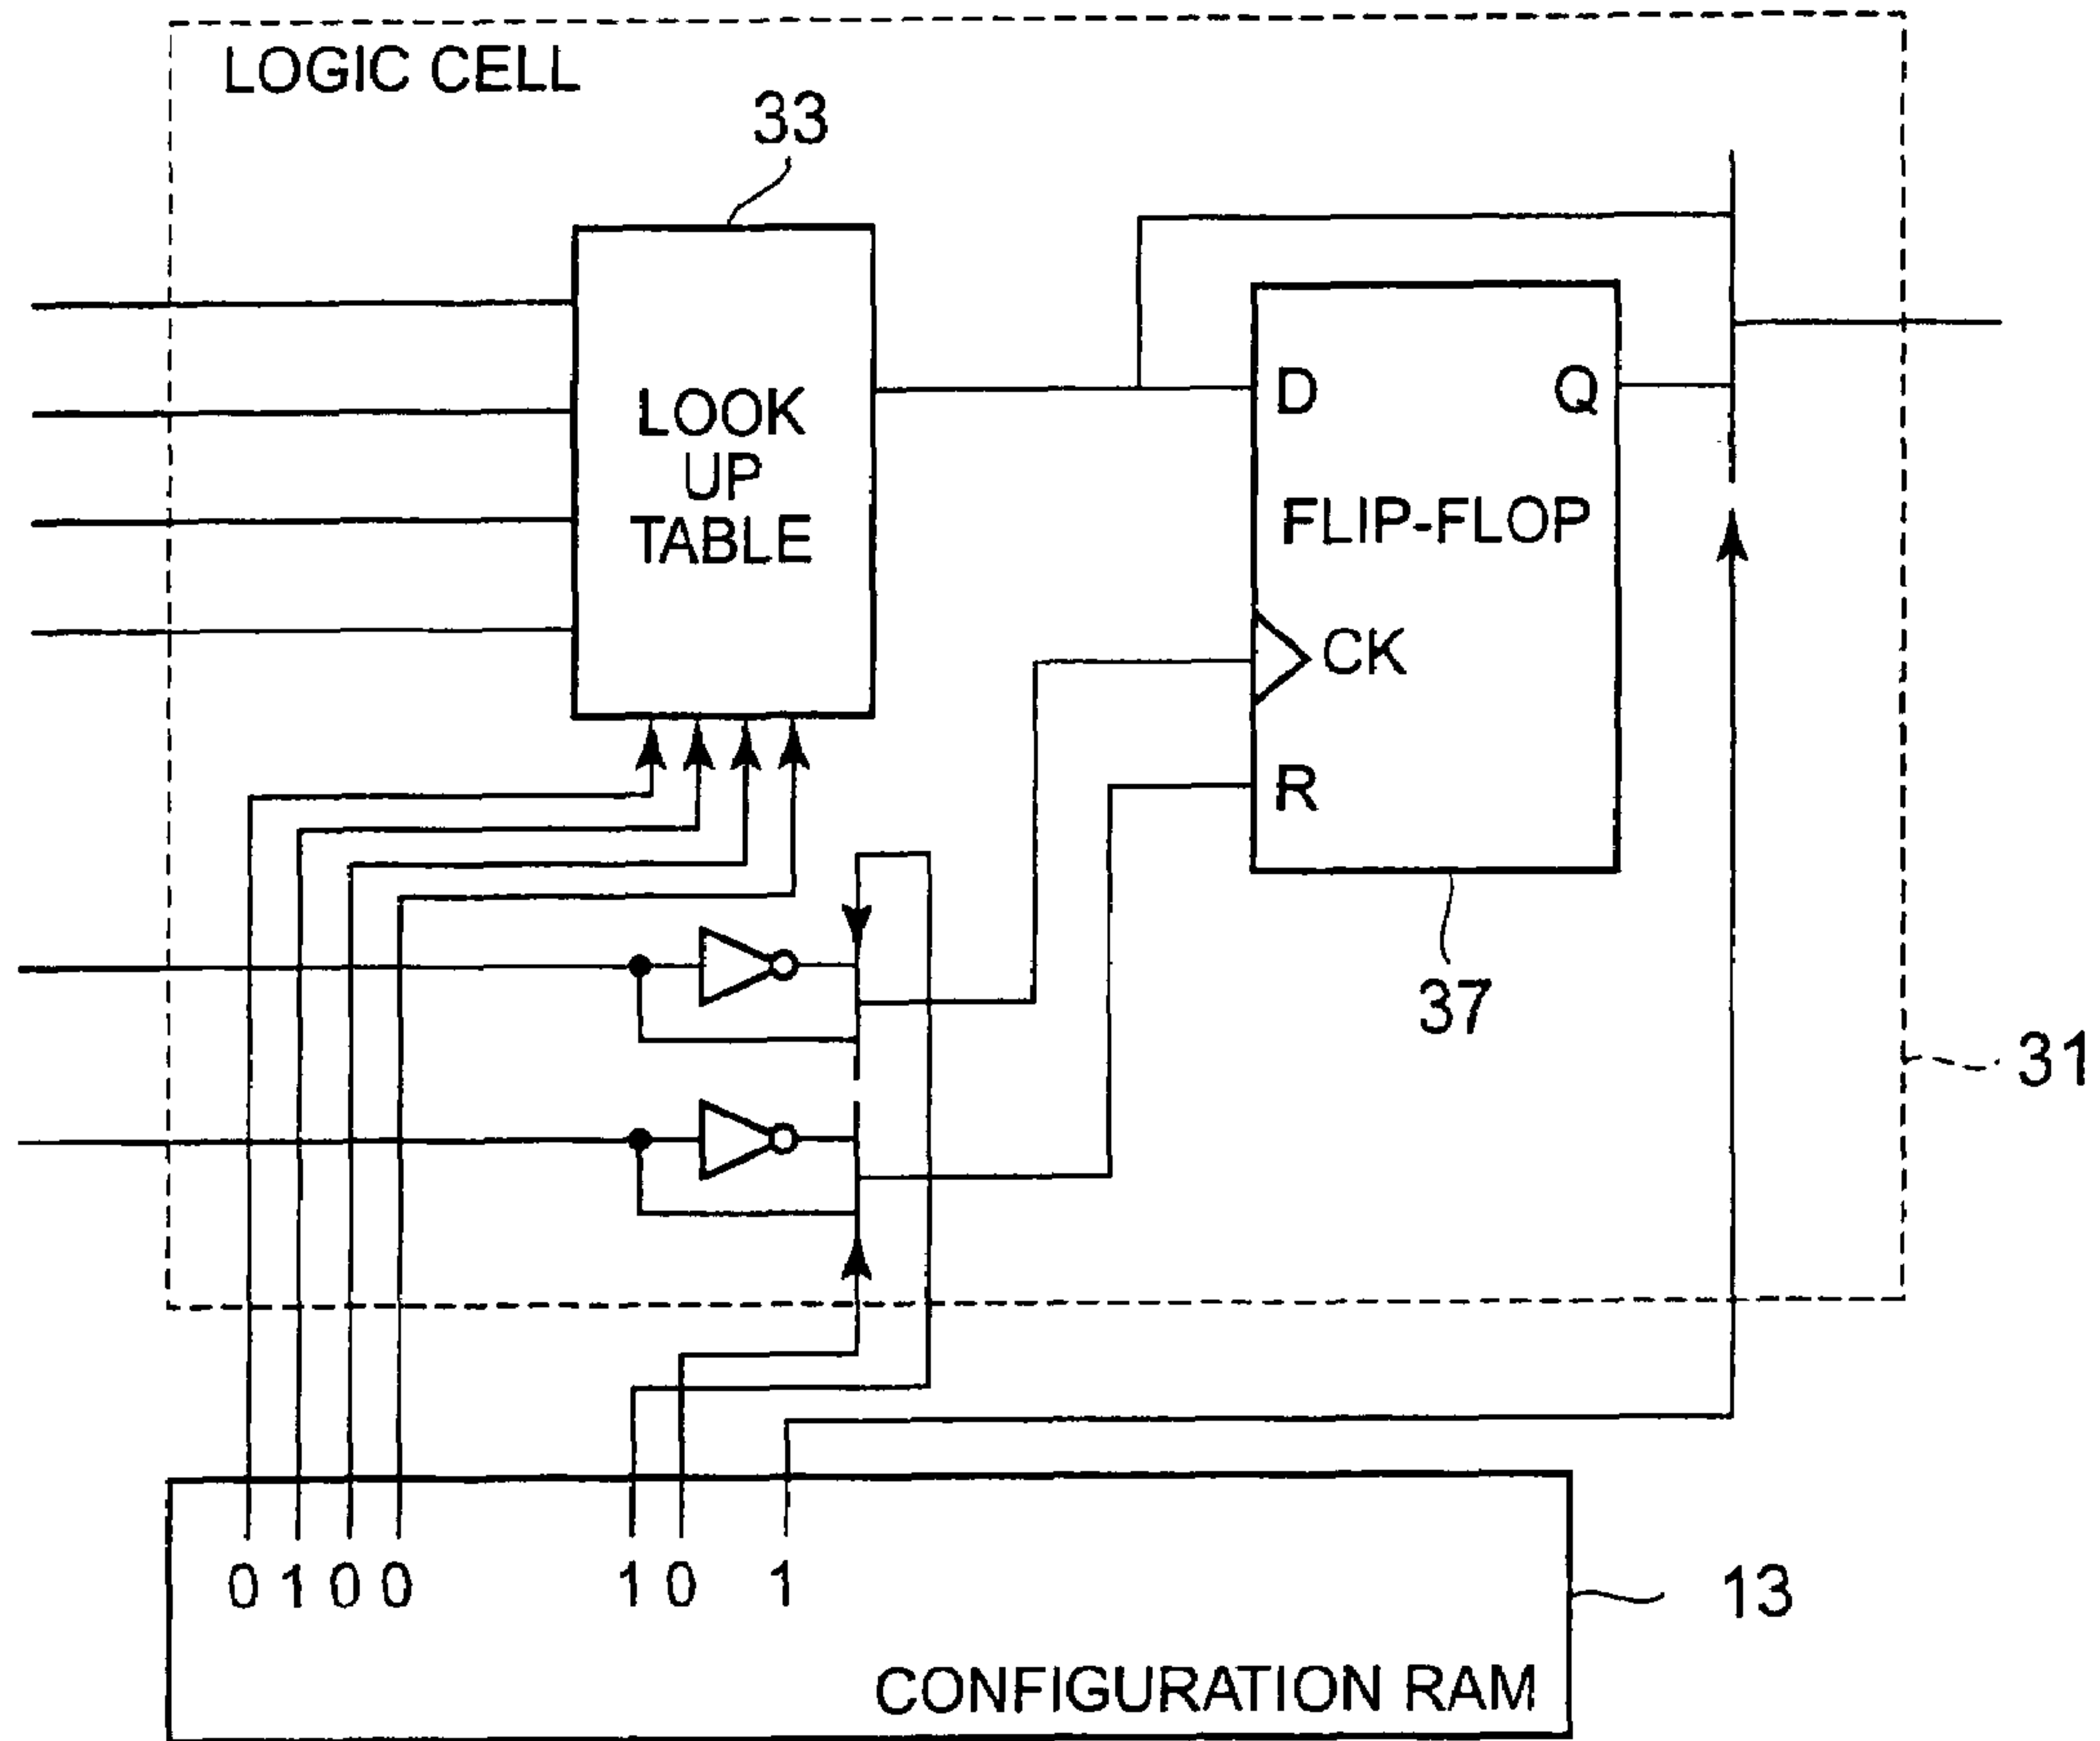 LOGIC CELL
33
LOOK
UP
TABLE
D
Q
FLIP-FLOP
CK
R
37
31
0 1 0 0
1 0
1
13
CONFIGURATION RAM